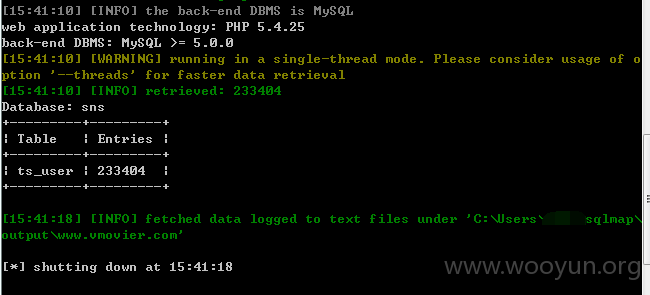 [15:41:10] [INFO] the back-end DBMS is MySQL
web application technology: PHP 5.4.25
back-end DBMS: MySQL >= 5.0.0
[15:41:10] [WARNING] running in a single-thread mode. Please consider usage of o
ption '--threads' for faster data retrieval
[15:41:10] [INFO] retrieved: 233404
Database: sns
+---------+---------+
¦ Table   ¦ Entries ¦
+---------+---------+
¦ ts_user ¦ 233404  ¦
+---------+---------+
[15:41:18] [INFO] fetched data logged to text files under 'C:\Users\ sqlmap\
output\www.vmovier.com'
[*] shutting down at 15:41:18
www.wooyun.org